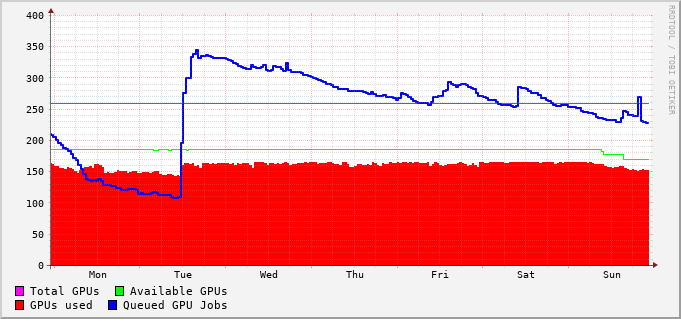 400
350
300
250
200
150
100
50
0
Mon Tue Wed Thu Fri Sat Sun
Total GPUs Available GPUs
GPUs used Queued GPU Jobs
RRDTOOL / TOBI OETIKER